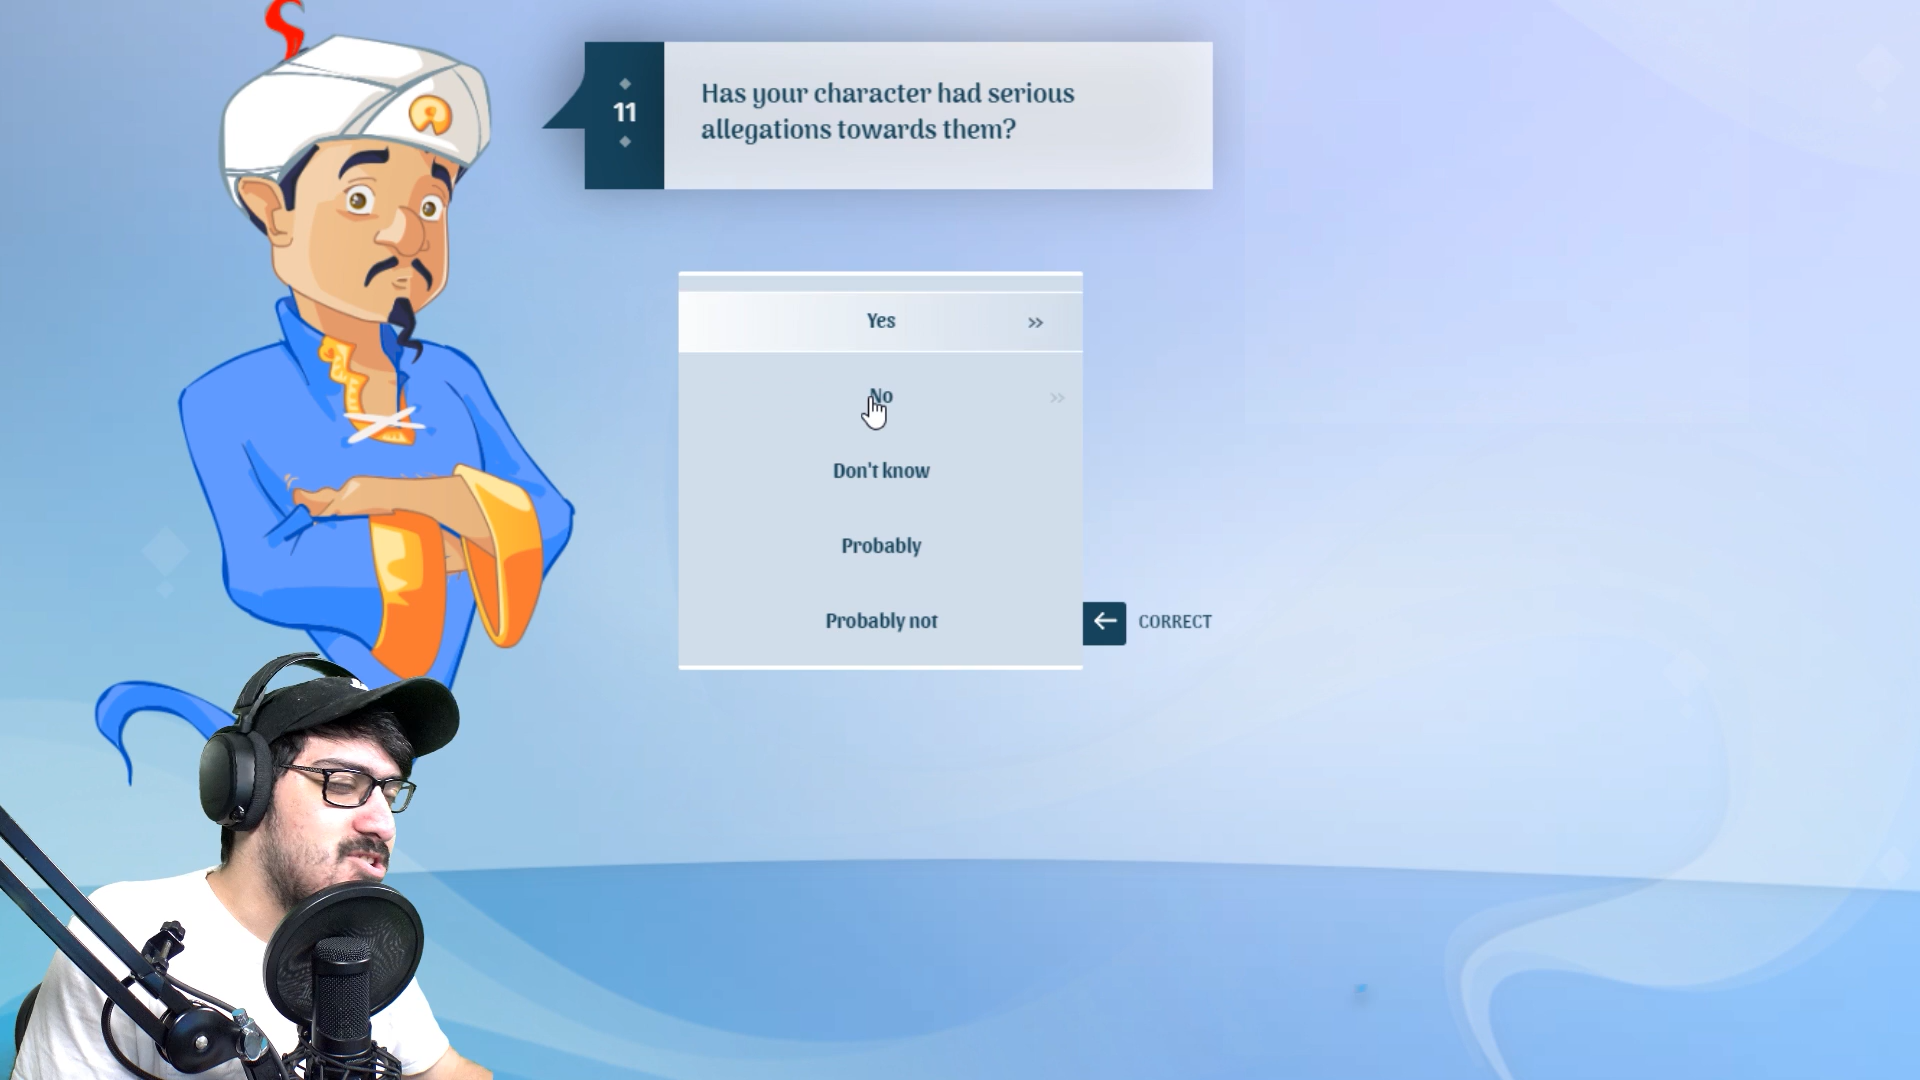 11
Has your character had serious
allegations towards them?
Yes
No
Don't know
Probably
Probably not
CORRECT